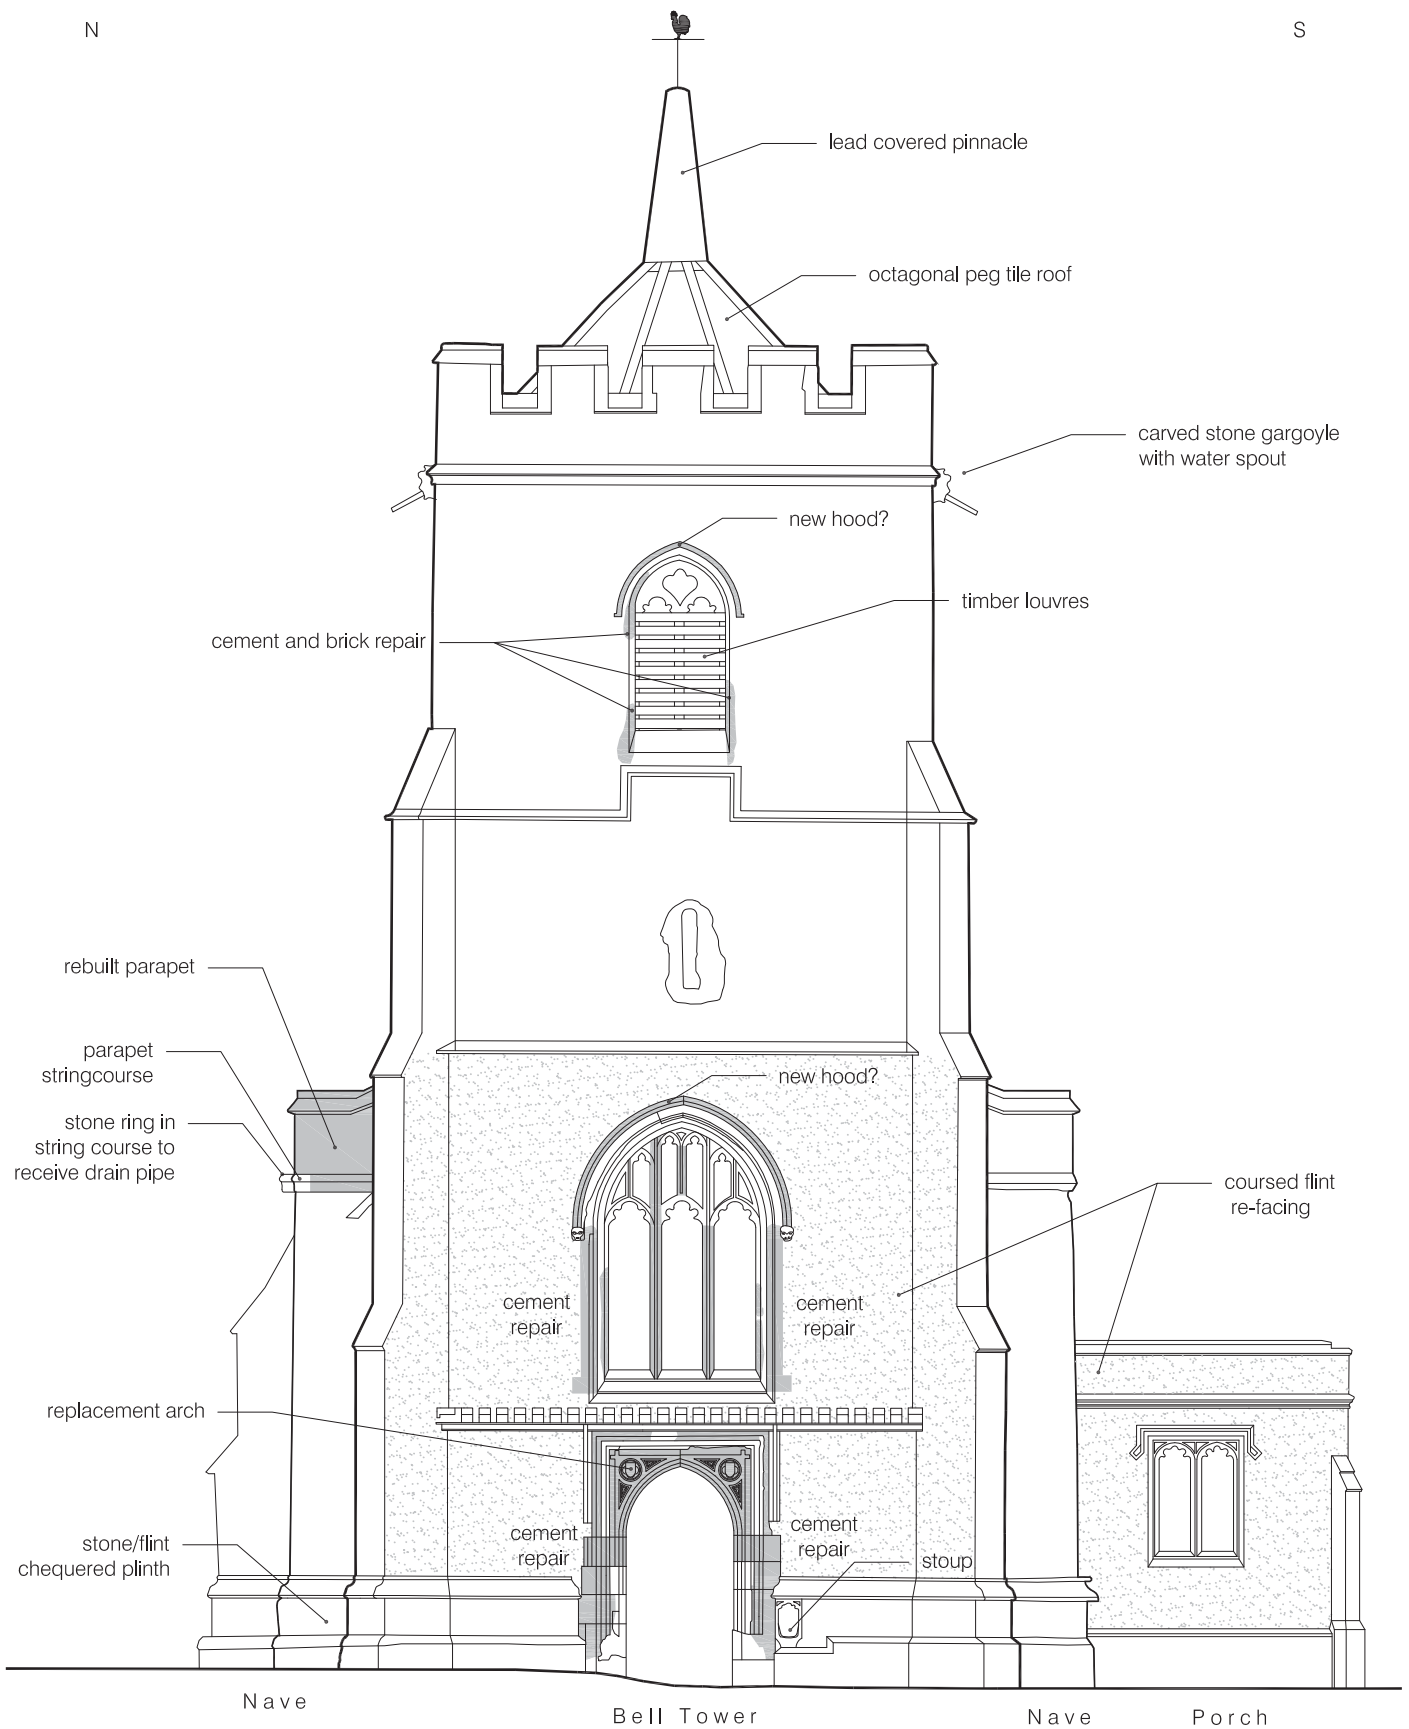 N
S
lead covered pinnacle
octagonal peg tile roof
carved stone gargoyle
with water spout
new hood?
timber louvres
cement and brick repair
rebuilt parapet
parapet
stringcourse
new hood?
stone ring in
string course to
receive drain pipe
coursed flint
re-facing
cement
repair
cement
repair
replacement arch
cement
repair
cement
repair
stone/flint
chequered plinth
stoup
Nave
Bell Tower
Nave
Porch